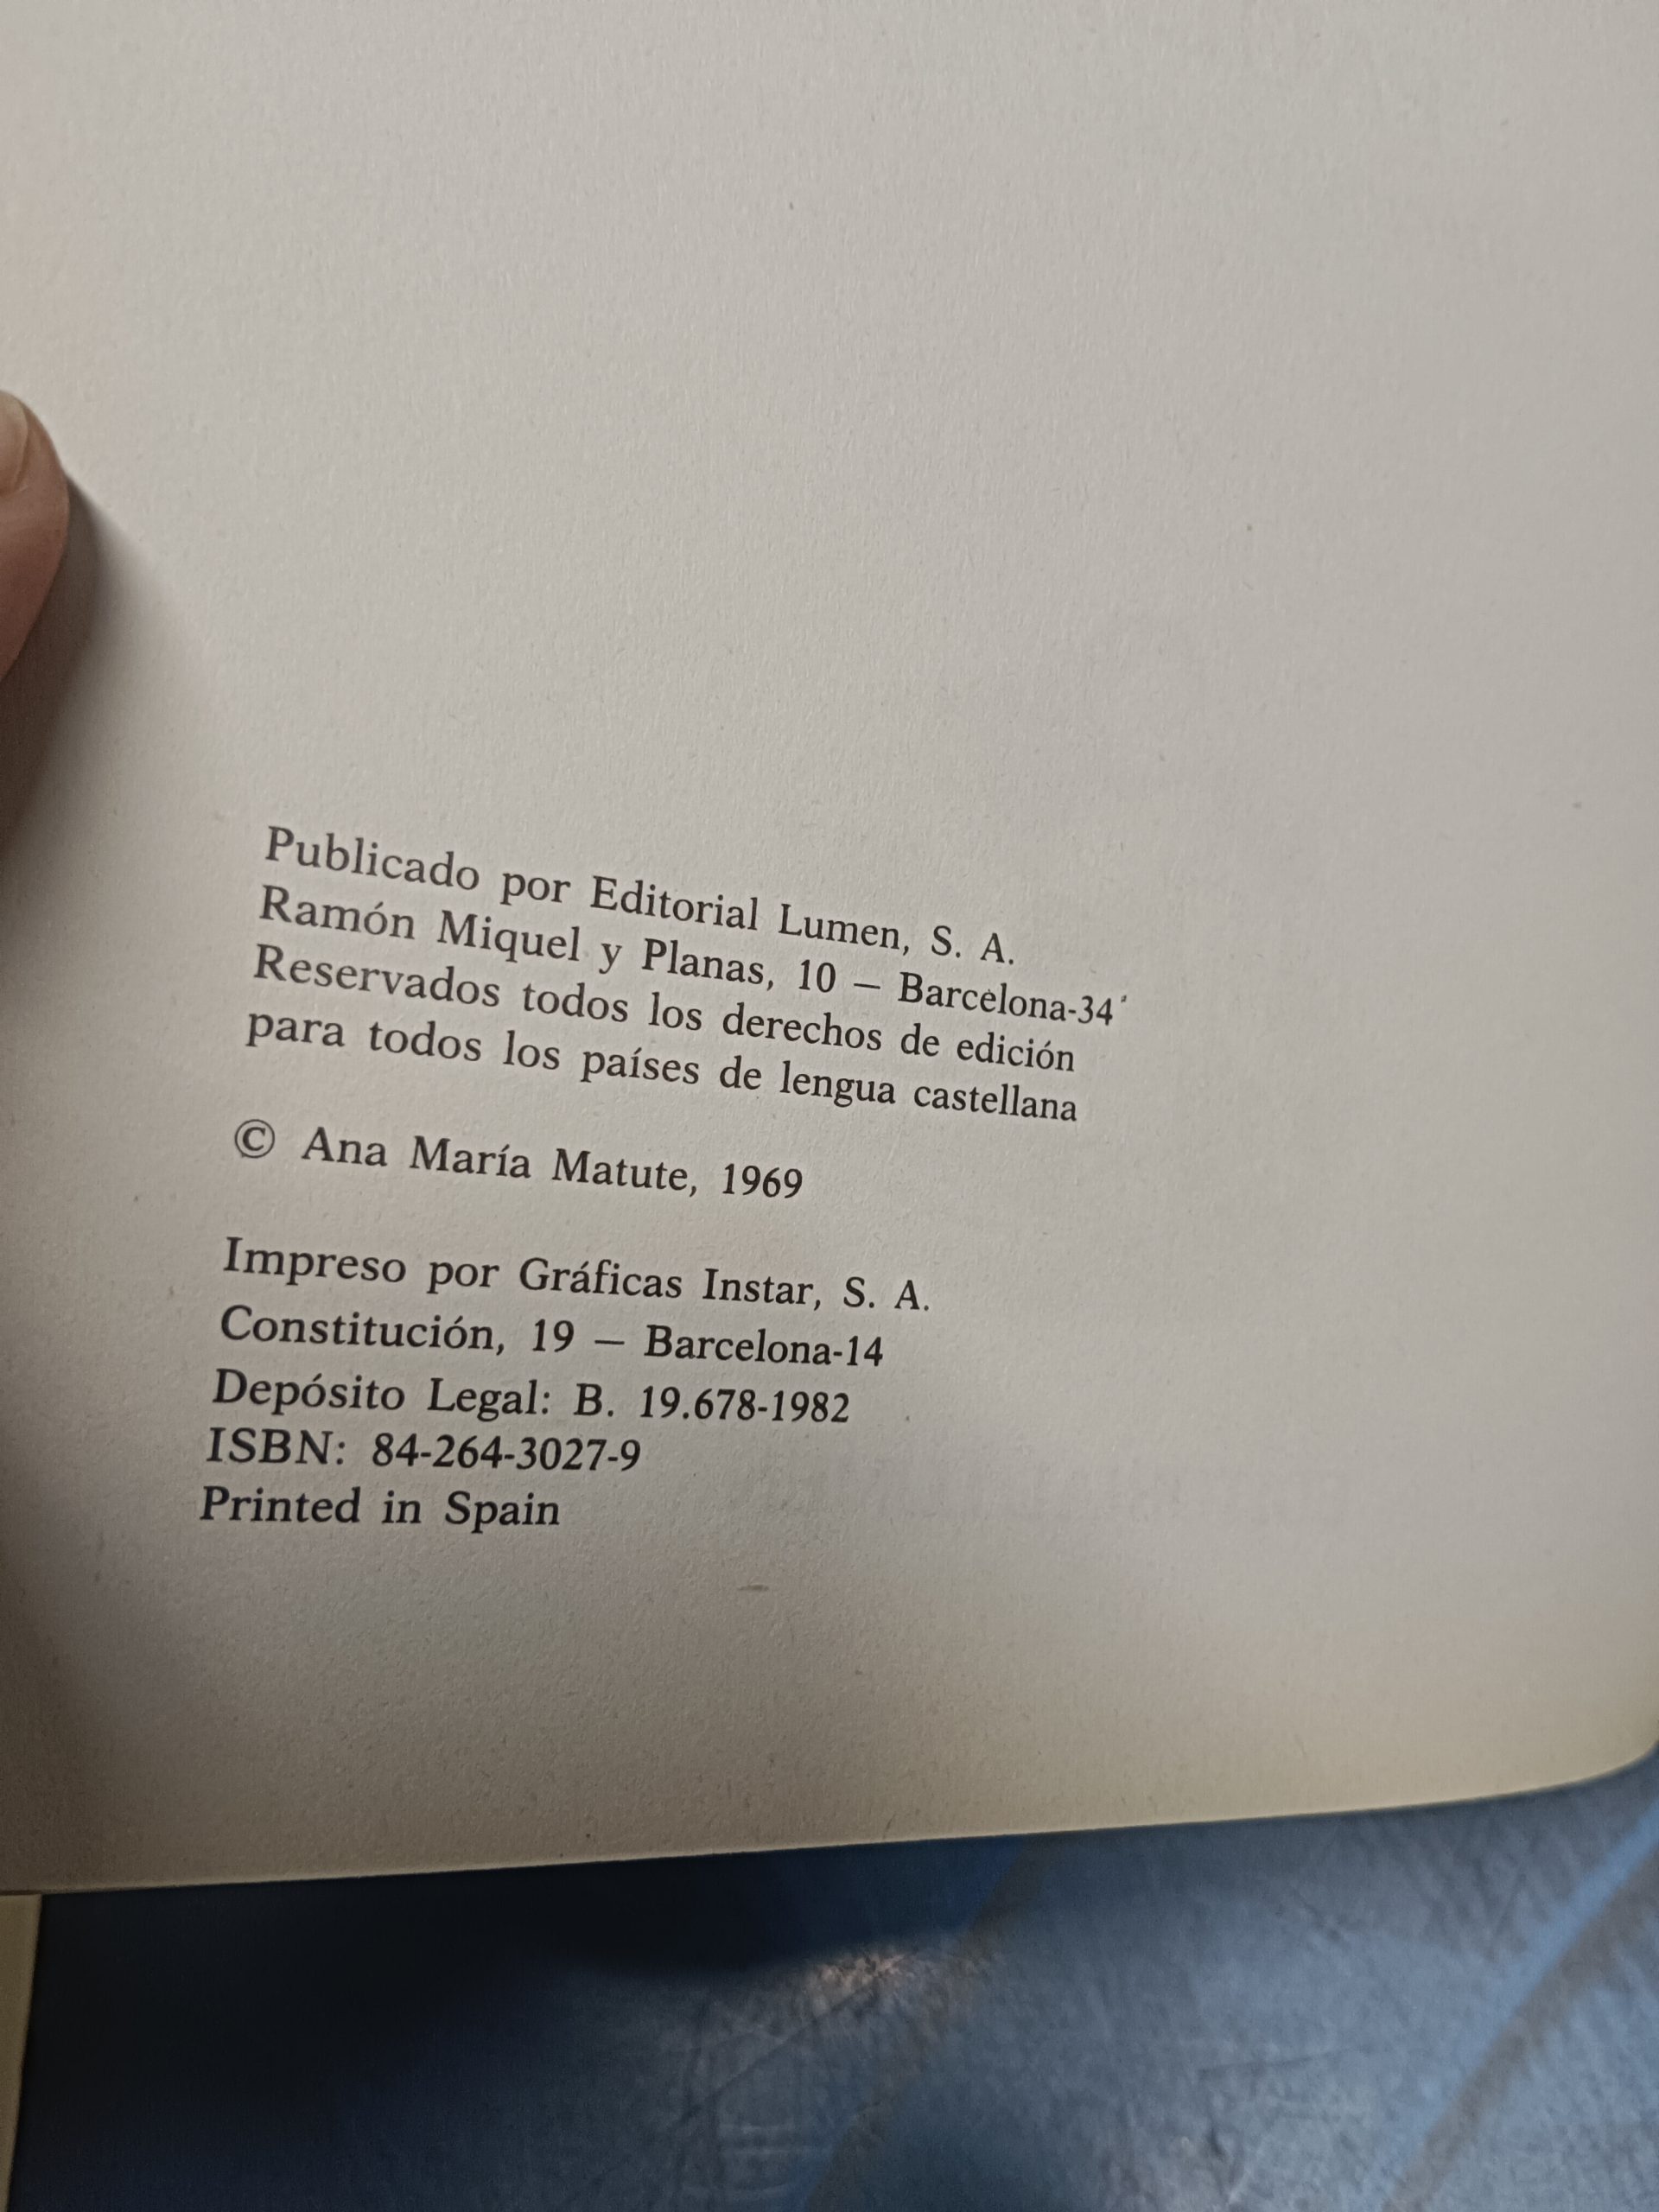 Publicado por Editorial Lumen, S. A.
Ramón Miquel y Planas, 10 — Barcelona-34
Reservados todos los derechos de edición
para todos los países de lengua castellana
© Ana María Matute, 1969
Impreso por Gráficas Instar, S. A.
Constitución, 19 — Barcelona-14
Depósito Legal: B. 19.678-1982
ISBN: 84-264-3027-9
Printed in Spain